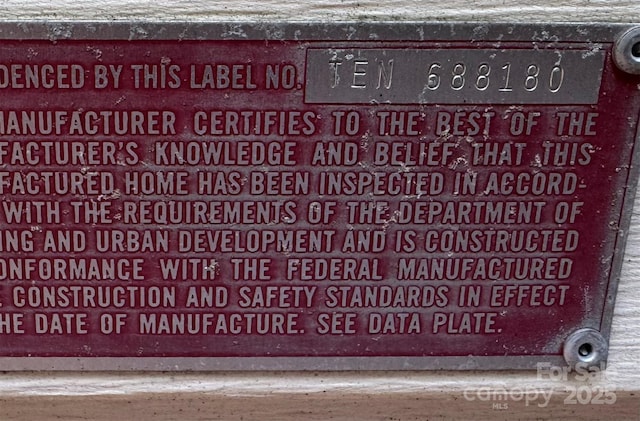 DENCED BY THIS LABEL NO. TEN 688180
MANUFACTURER CERTIFIES TO THE BEST OF THE
FACTURER'S KNOWLEDGE AND BELIEF THAT THIS
FACTURED HOME HAS BEEN INSPECTED IN ACCORD-
WITH THE REQUIREMENTS OF THE DEPARTMENT OF
ING AND URBAN DEVELOPMENT AND IS CONSTRUCTED
ONFORMANCE WITH THE FEDERAL MANUFACTURED
CONSTRUCTION AND SAFETY STANDARDS IN EFFECT
HE DATE OF MANUFACTURE. SEE DATA PLATE.
For Sale
canopy 2025
MLS